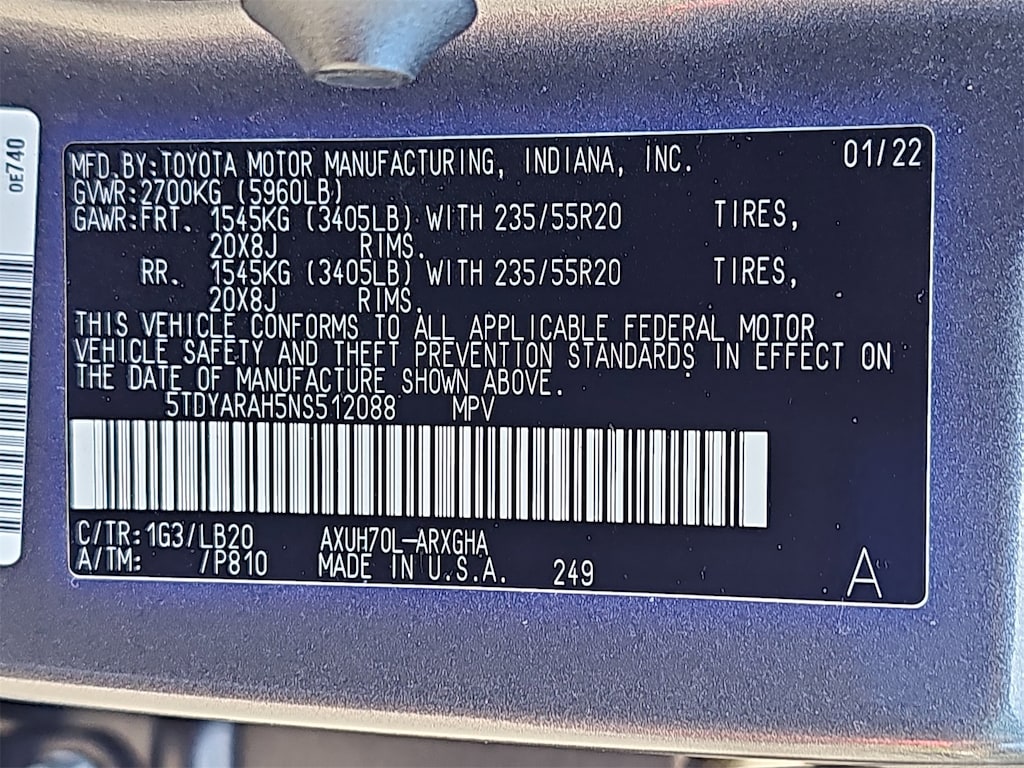 0E740
MFD.BY:TOYOTA MOTOR MANUFACTURING, INDIANA, INC. 01/22
GVWR:2700KG (5960LB)
GAWR:FRT. 1545KG (3405LB) WITH 235/55R20 TIRES,
20X8J RIMS.
RR. 1545KG (3405LB) WITH 235/55R20 TIRES,
20X8J RIMS.
THIS VEHICLE CONFORMS TO ALL APPLICABLE FEDERAL MOTOR
VEHICLE SAFETY AND THEFT PREVENTION STANDARDS IN EFFECT ON
THE DATE OF MANUFACTURE SHOWN ABOVE.
5TDYARAH5NS512088 MPV
C/TR:1G3/LB20 AXUH70L-ARXGHA
A/TM: /P810 MADE IN U.S.A. 249 A